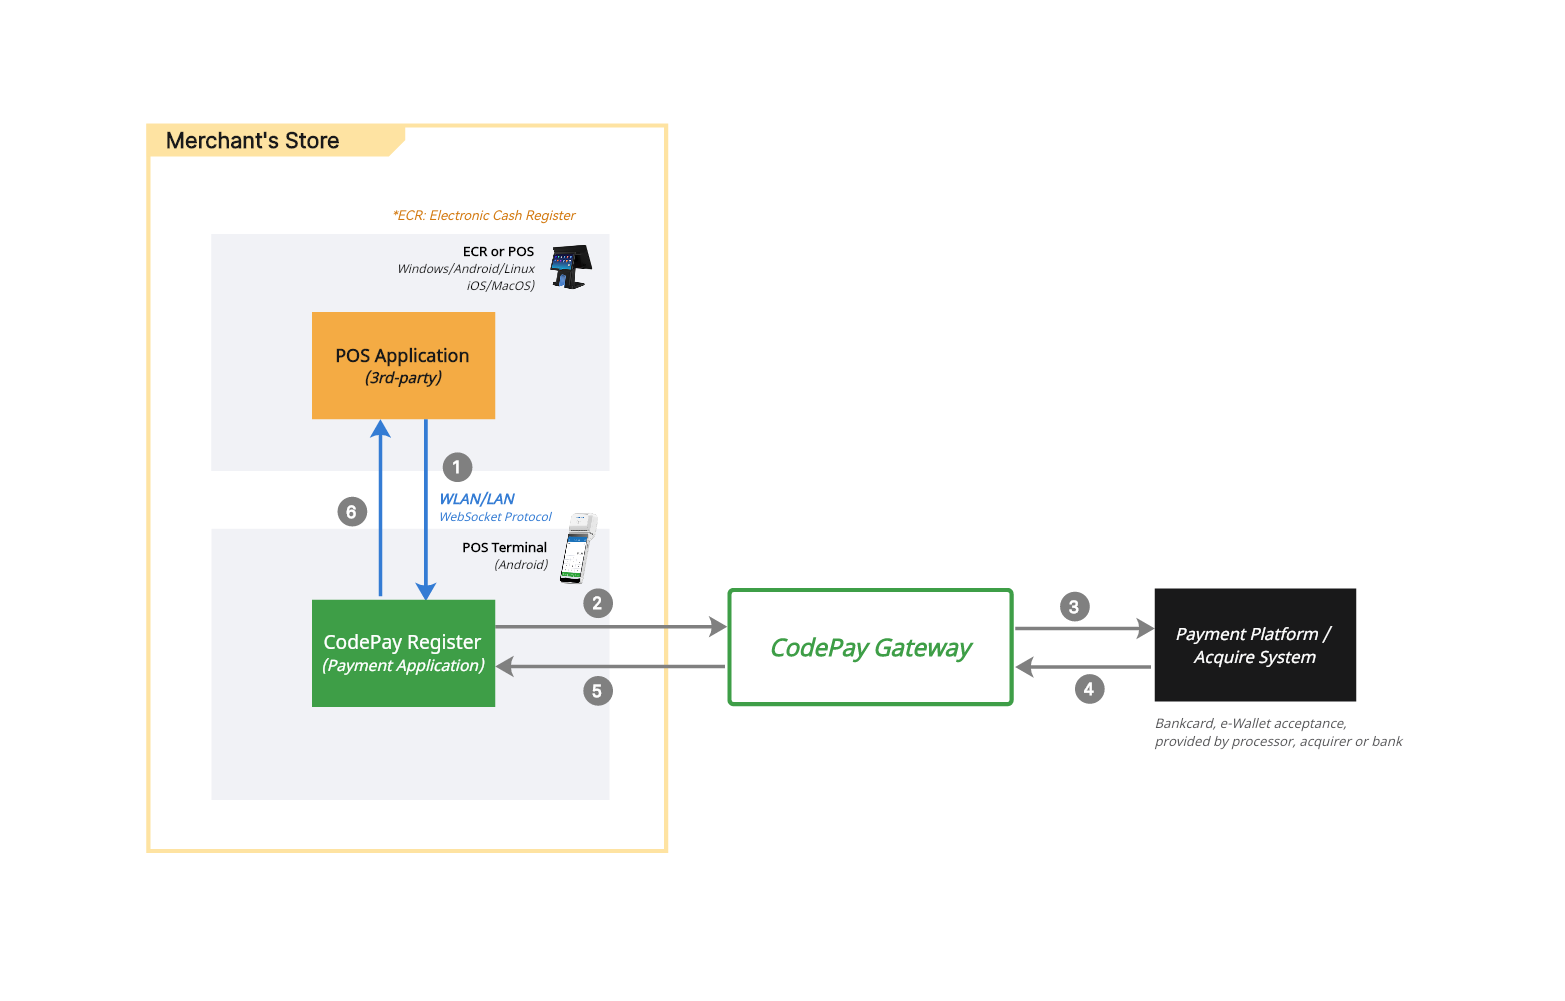 Merchant's Store
*ECR: Electronic Cash Register
ECR or POS
Windows/Android/Linux
iOS/MacOS)
POS Application
(3rd-party)
1
6
WLAN/LAN
WebSocket Protocol
POS Terminal
(Android)
2
3
CodePay Register
(Payment Application)
CodePay Gateway
Payment Platform /
Acquire System
5
4
Bankcard, e-Wallet acceptance,
provided by processor, acquirer or bank